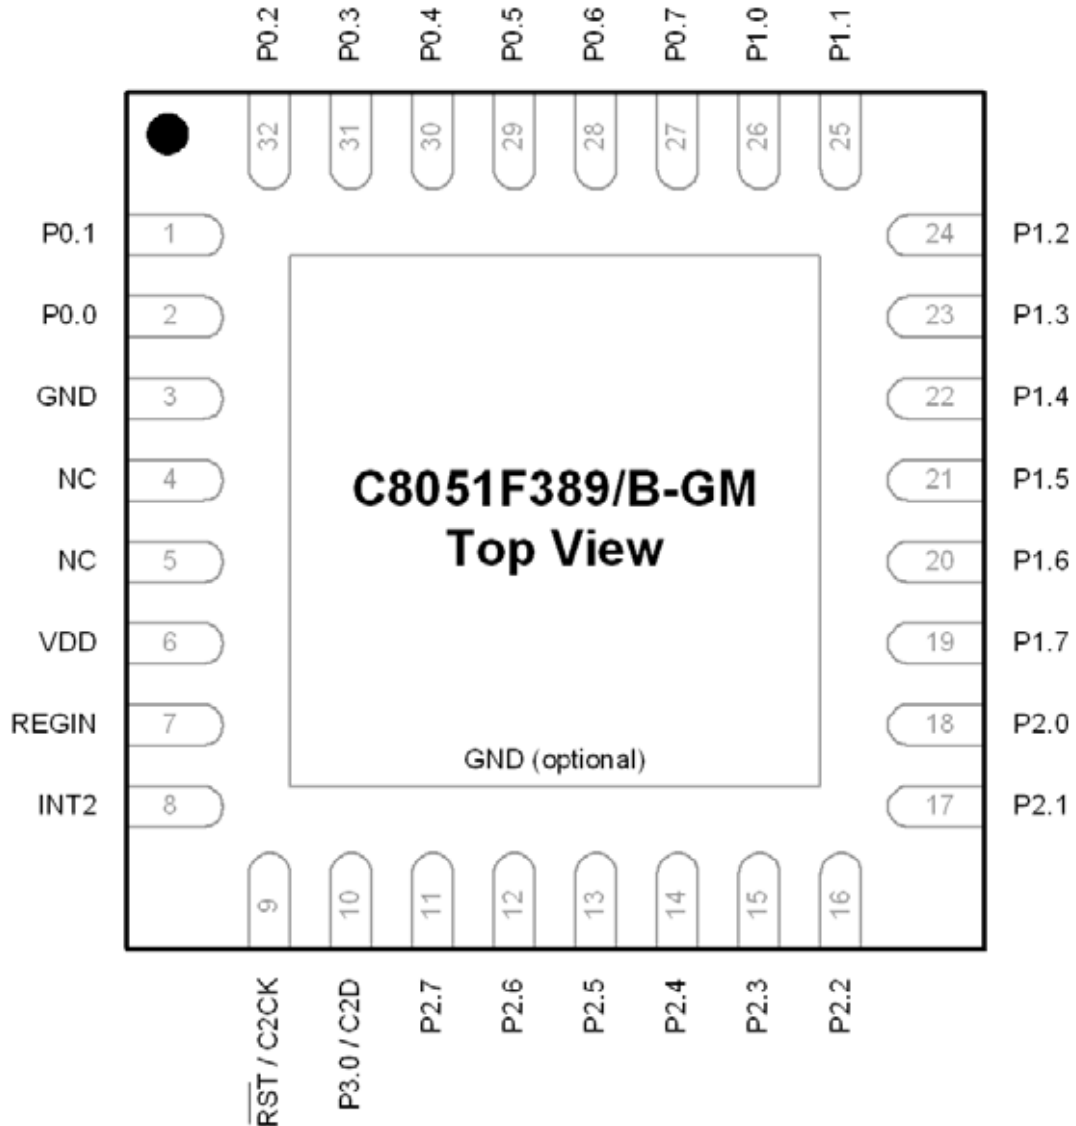 P0.2 P0.3 P0.4 P0.5 P0.6 P0.7 P1.0 P1.1
32 31 30 29 28 27 26 25
P0.1 1 24 P1.2
P0.0 2 23 P1.3
GND 3 22 P1.4
NC 4 21 P1.5
C8051F389/B-GM
Top View
NC 5 20 P1.6
VDD 6 19 P1.7
REGIN 7 18 P2.0
GND (optional)
INT2 8 17 P2.1
9 10 11 12 13 14 15 16
RST / C2CK P3.0 / C2D P2.7 P2.6 P2.5 P2.4 P2.3 P2.2